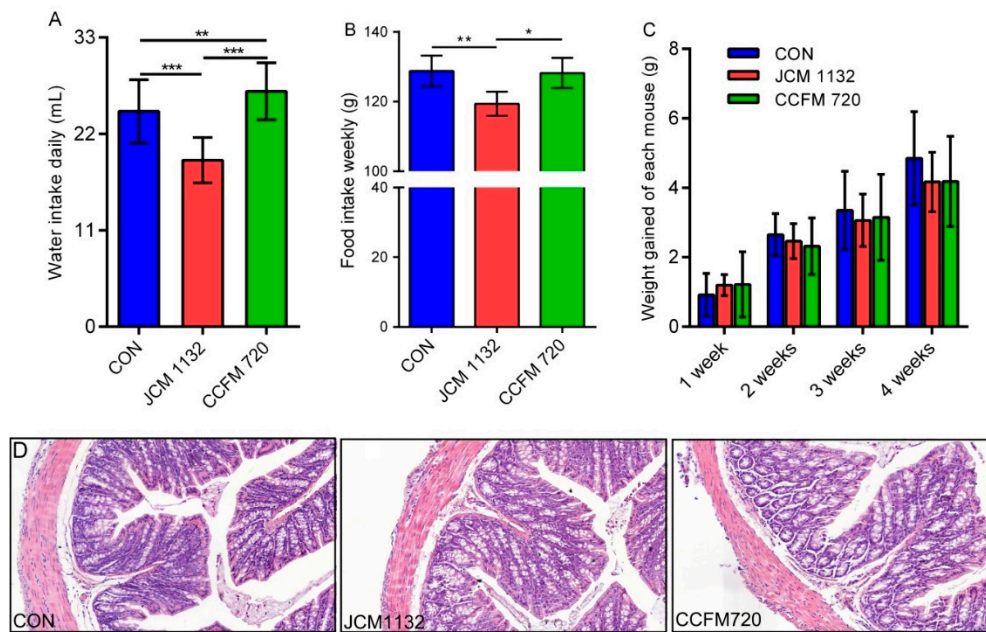 A
Water intake daily (mL)
33
22
11
0
**
***
***
CON
JCM 1132
CCFM 720
B
Food intake weekly (g)
140
120
100
40
20
0
**
*
CON
JCM 1132
CCFM 720
C
Weight gained of each mouse (g)
8
6
4
2
0
CON
JCM 1132
CCFM 720
1 week
2 weeks
3 weeks
4 weeks
D
CON
JCM1132
CCFM720